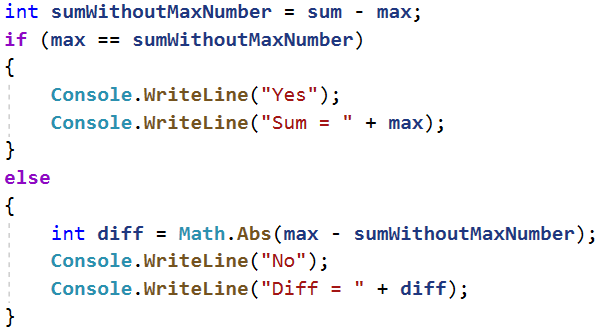 int sumWithoutMaxNumber = sum - max;
if (max == sumWithoutMaxNumber)
{
    Console.WriteLine("Yes");
    Console.WriteLine("Sum = " + max);
}
else
{
    int diff = Math.Abs(max - sumWithoutMaxNumber);
    Console.WriteLine("No");
    Console.WriteLine("Diff = " + diff);
}